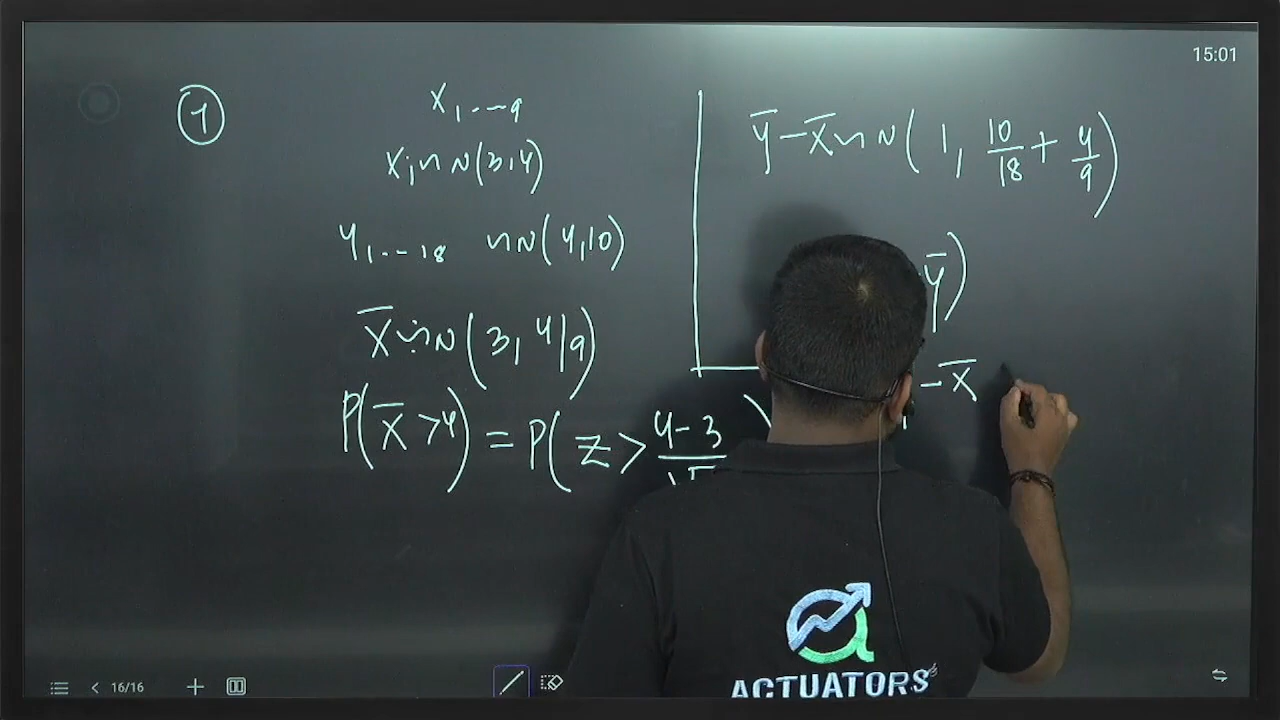 15:01
1
X₁ ... ₉
Xᵢ ~ N(3, 4)
Y₁ ... ₁₈ ~ N(4, 10)
X̄ ~ N(3, 4/9)
P(X̄ > 4) = P(Z > (4-3)/√
Ȳ - X̄ ~ N(1, 10/18 + 4/9)
Ȳ)
- X̄
16/16
ACTUATORS